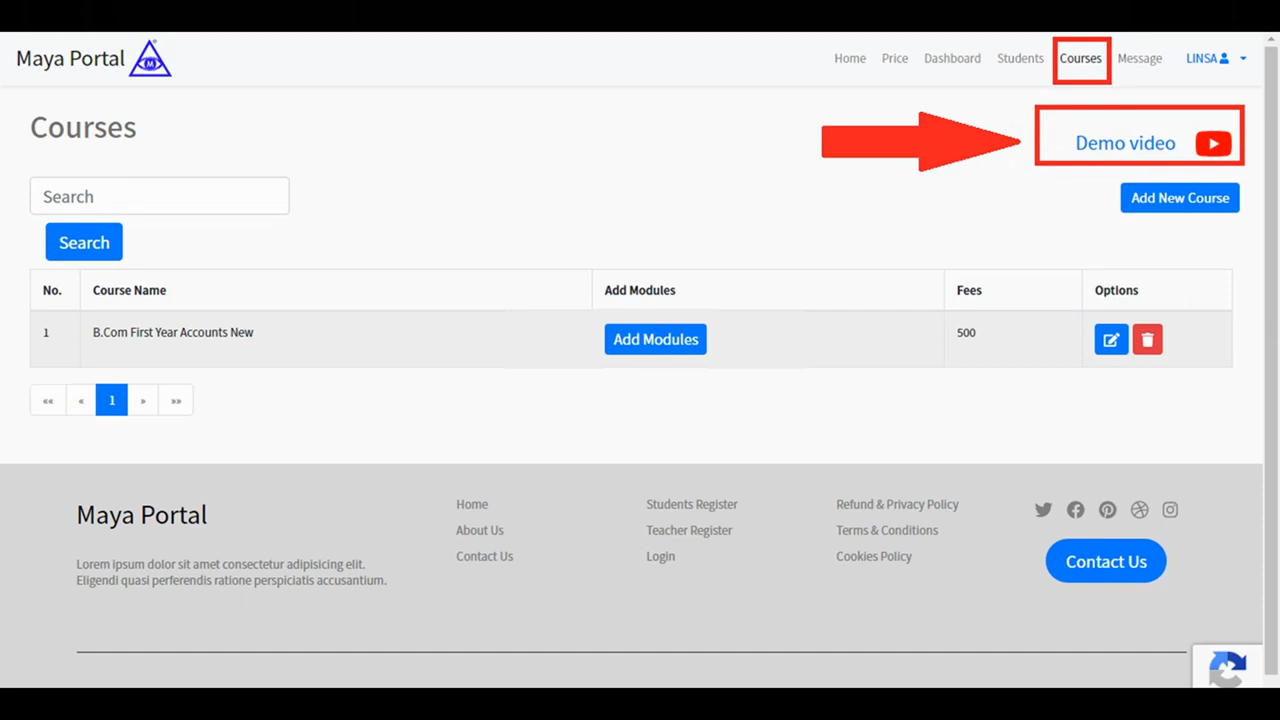 Maya Portal
Home Price Dashboard Students Courses Message LINSA
Courses
Demo video
Search
Add New Course
Search
No. Course Name Add Modules Fees Options
1 B.Com First Year Accounts New Add Modules 500
«« « 1 » »»
Maya Portal
Lorem ipsum dolor sit amet consectetur adipisicing elit.
Eligendi quasi perferendis ratione perspiciatis accusantium.
Home
About Us
Contact Us
Students Register
Teacher Register
Login
Refund & Privacy Policy
Terms & Conditions
Cookies Policy
Contact Us